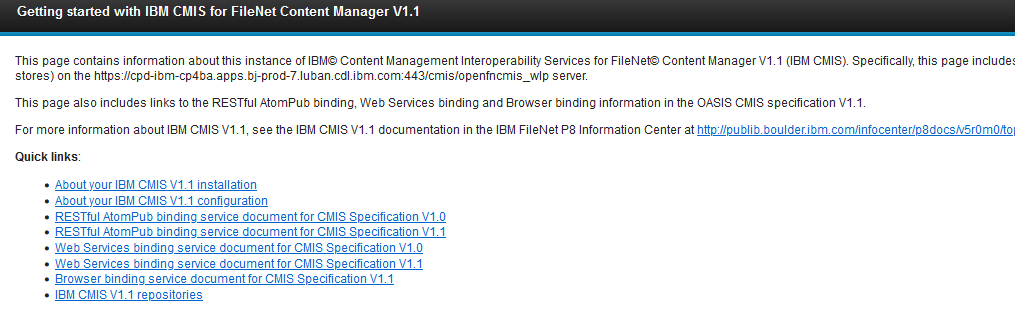 Getting started with IBM CMIS for FileNet Content Manager V1.1
This page contains information about this instance of IBM© Content Management Interoperability Services for FileNet© Content Manager V1.1 (IBM CMIS). Specifically, this page includes
stores) on the https://cpd-ibm-cp4ba.apps.bj-prod-7.luban.cdl.ibm.com:443/cmis/openfncmis_wlp server.
This page also includes links to the RESTful AtomPub binding, Web Services binding and Browser binding information in the OASIS CMIS specification V1.1.
For more information about IBM CMIS V1.1, see the IBM CMIS V1.1 documentation in the IBM FileNet P8 Information Center at http://publib.boulder.ibm.com/infocenter/p8docs/v5r0m0/top
Quick links:
• About your IBM CMIS V1.1 installation
• About your IBM CMIS V1.1 configuration
• RESTful AtomPub binding service document for CMIS Specification V1.0
• RESTful AtomPub binding service document for CMIS Specification V1.1
• Web Services binding service document for CMIS Specification V1.0
• Web Services binding service document for CMIS Specification V1.1
• Browser binding service document for CMIS Specification V1.1
• IBM CMIS V1.1 repositories